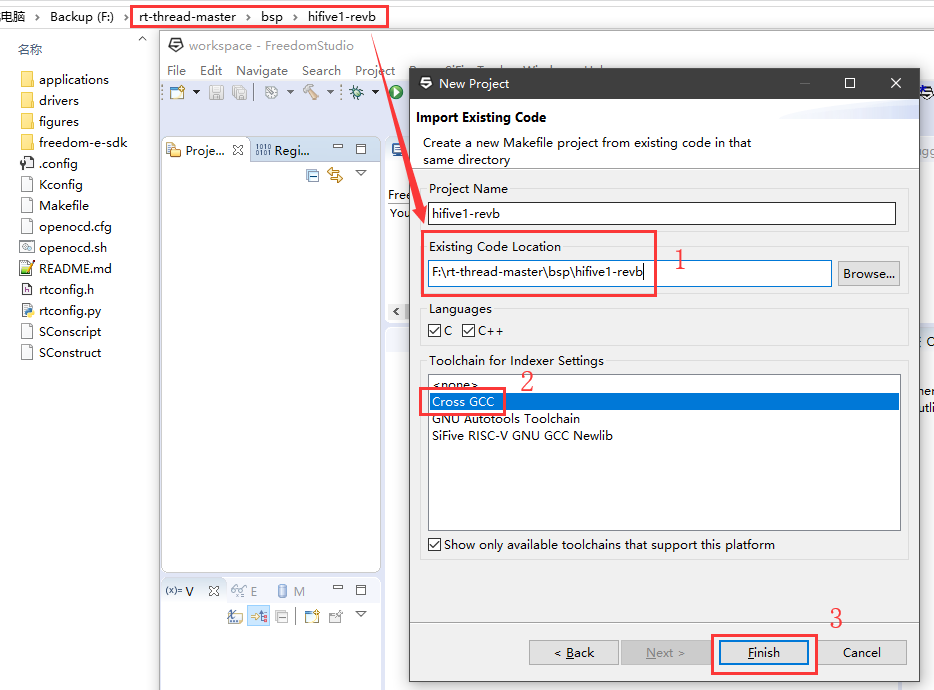 电脑 > Backup (F:) > rt-thread-master > bsp > hifive1-revb
名称
applications
drivers
figures
freedom-e-sdk
.config
Kconfig
Makefile
openocd.cfg
openocd.sh
README.md
rtconfig.h
rtconfig.py
SConscript
SConstruct
workspace - FreedomStudio
File Edit Navigate Search Project
Proje...
Regi...
(x)= V
E
M
Free
You
New Project
Import Existing Code
Create a new Makefile project from existing code in that
same directory
Project Name
hifive1-revb
Existing Code Location
1
F:\rt-thread-master\bsp\hifive1-revb
Browse...
Languages
C C++
Toolchain for Indexer Settings
<none>
2
Cross GCC
GNU Autotools Toolchain
SiFive RISC-V GNU GCC Newlib
Show only available toolchains that support this platform
3
< Back Next > Finish Cancel